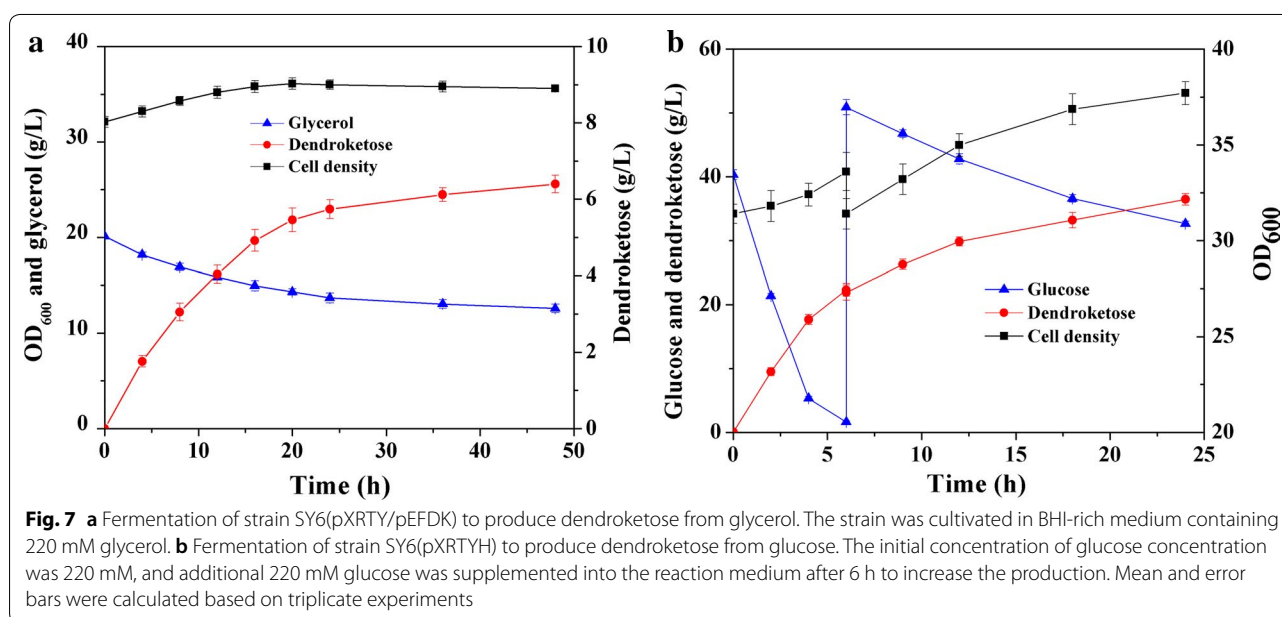 a
40
35
30
25
20
15
10
5
0
OD600 and glycerol (g/L)
10
8
6
4
2
0
Dendroketose (g/L)
Glycerol
Dendroketose
Cell density
0 10 20 30 40 50
Time (h)
b
60
40
20
0
Glucose and dendroketose (g/L)
40
35
30
25
20
OD600
Glucose
Dendroketose
Cell density
0 5 10 15 20 25
Time (h)
Fig. 7 a Fermentation of strain SY6(pXRTY/pEFDK) to produce dendroketose from glycerol. The strain was cultivated in BHI-rich medium containing
220 mM glycerol. b Fermentation of strain SY6(pXRTYH) to produce dendroketose from glucose. The initial concentration of glucose concentration
was 220 mM, and additional 220 mM glucose was supplemented into the reaction medium after 6 h to increase the production. Mean and error
bars were calculated based on triplicate experiments